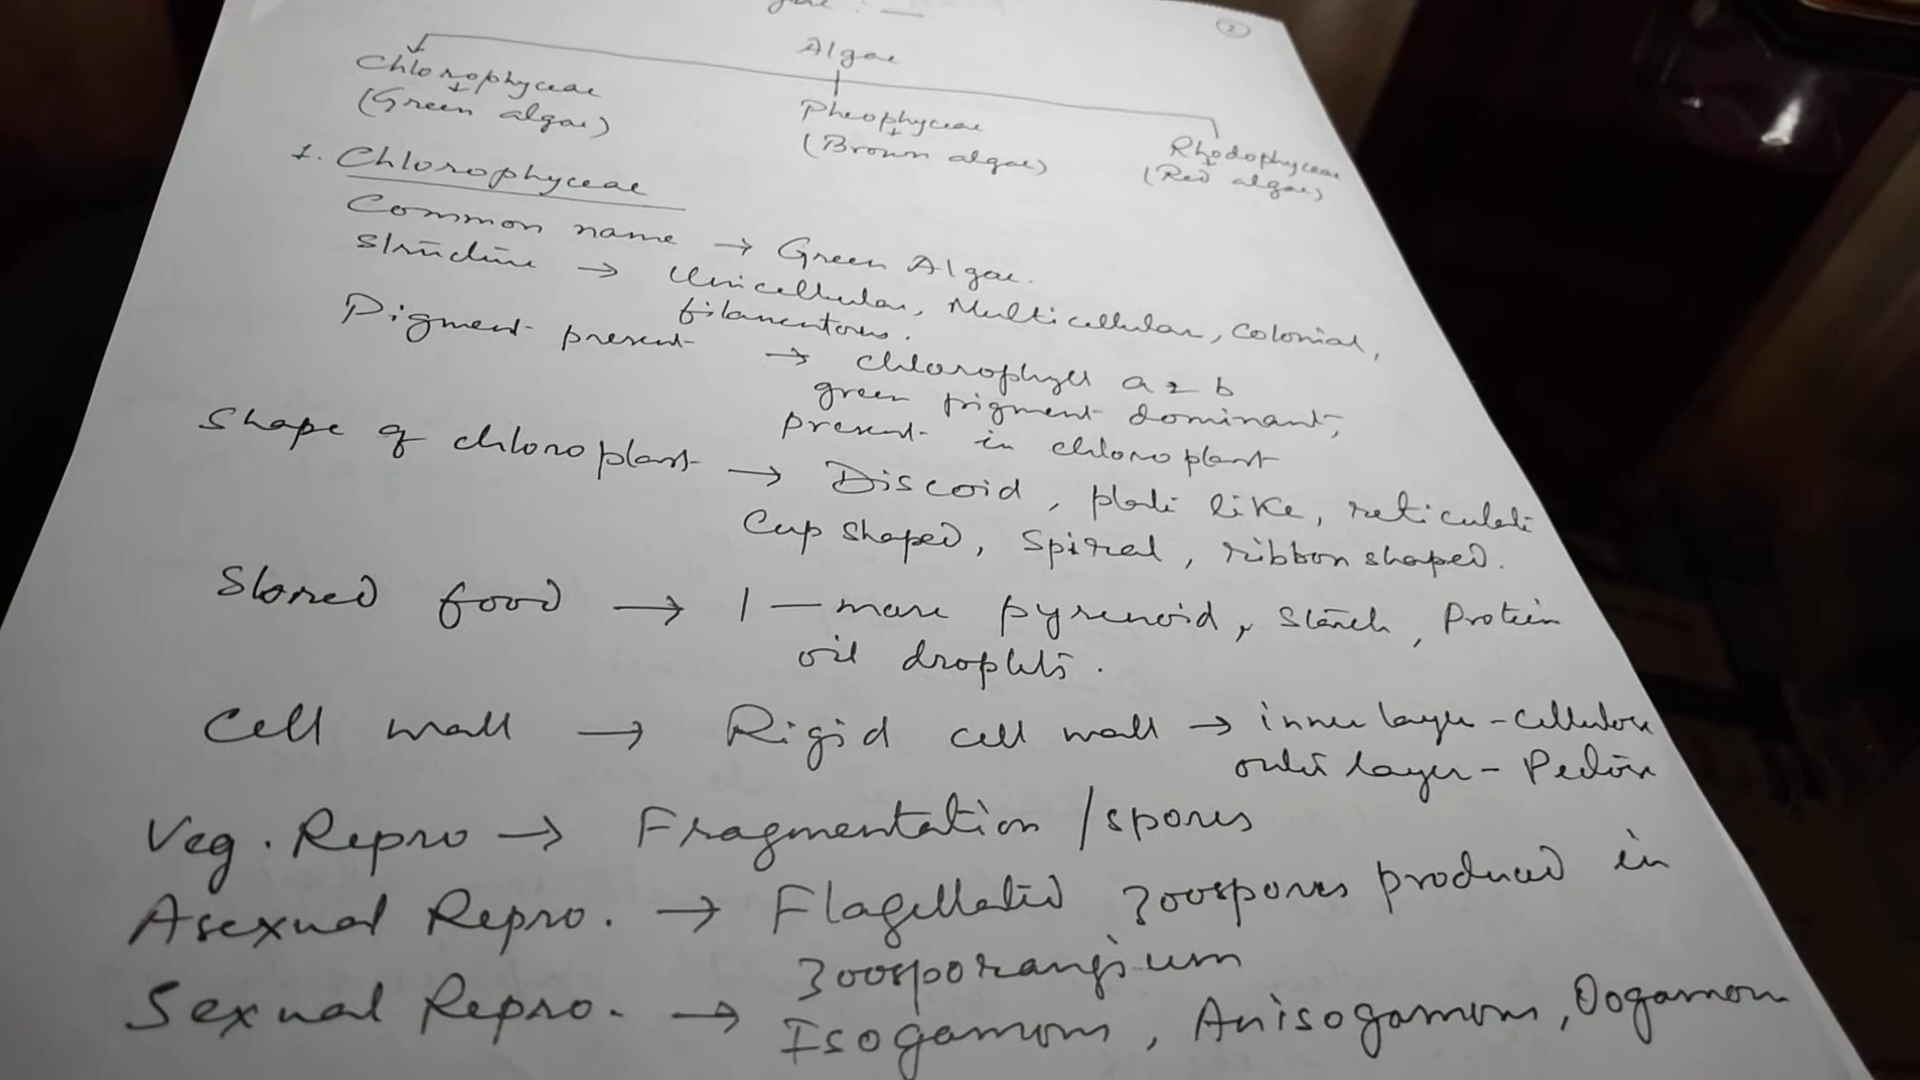 2
Algae
Chlorophyceae
(Green algae)
Pheophyceae
(Brown algae)
Rhodophyceae
(Red algae)
1. Chlorophyceae
Common name → Green Algae.
Structure → Unicellular, Multicellular, Colonial,
filamentous.
Pigment present → chlorophyll a & b
green pigment dominant,
present in chloroplast
Shape of chloroplast → Discoid, plate like, reticulate
Cup shaped, Spiral, ribbon shaped.
Stored food → 1 — more pyrenoid, Starch, Protein
oil droplets.
Cell wall → Rigid cell wall → inner layer - cellulose
outer layer - Pectose
Veg. Repro → Fragmentation / spores
Asexual Repro. → Flagellated zoospores produced in
zoosporangium
Sexual Repro. → Isogamous, Anisogamous, Oogamous